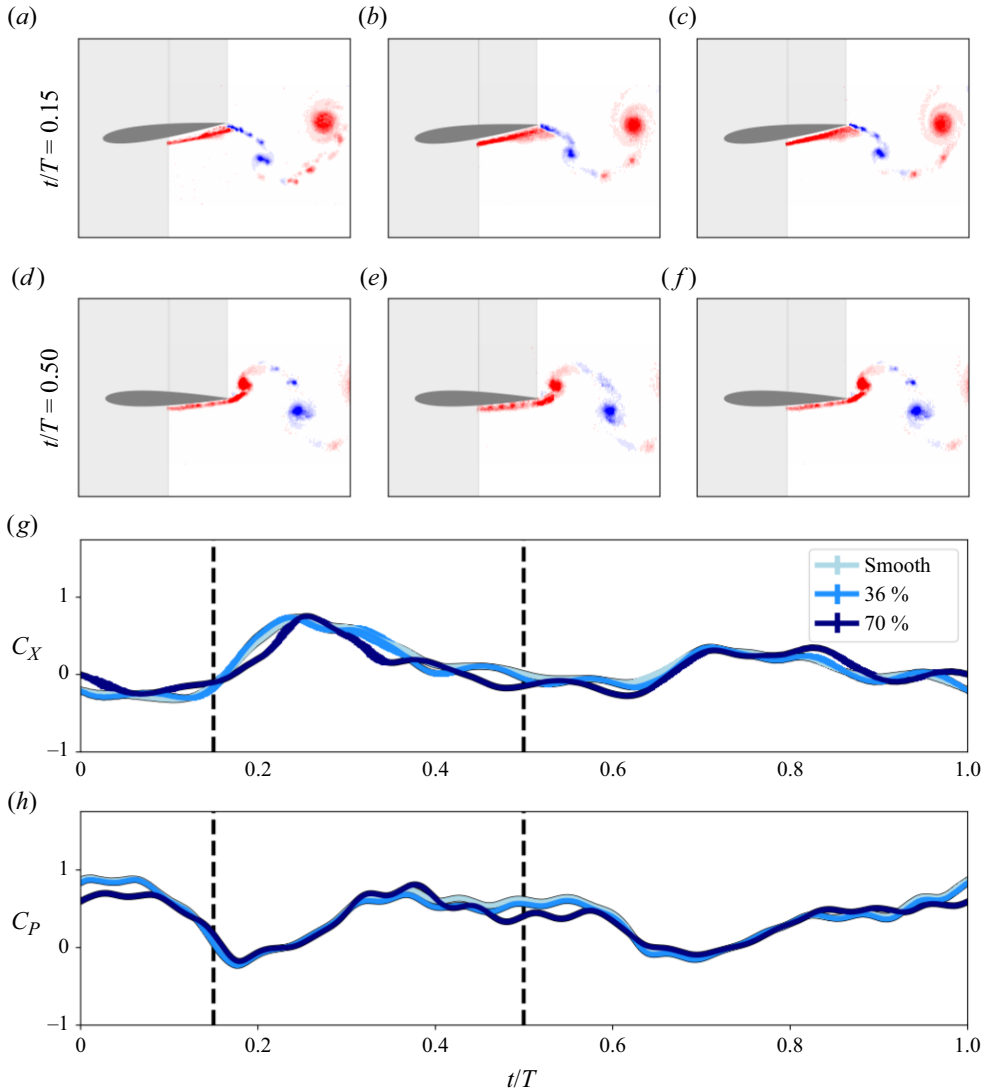 (a) (b) (c)
t/T = 0.15
(d) (e) (f)
t/T = 0.50
(g)
Smooth
36 %
70 %
1
C_X
0
–1
0 0.2 0.4 0.6 0.8 1.0
(h)
1
C_P
0
–1
0 0.2 0.4 0.6 0.8 1.0
t/T